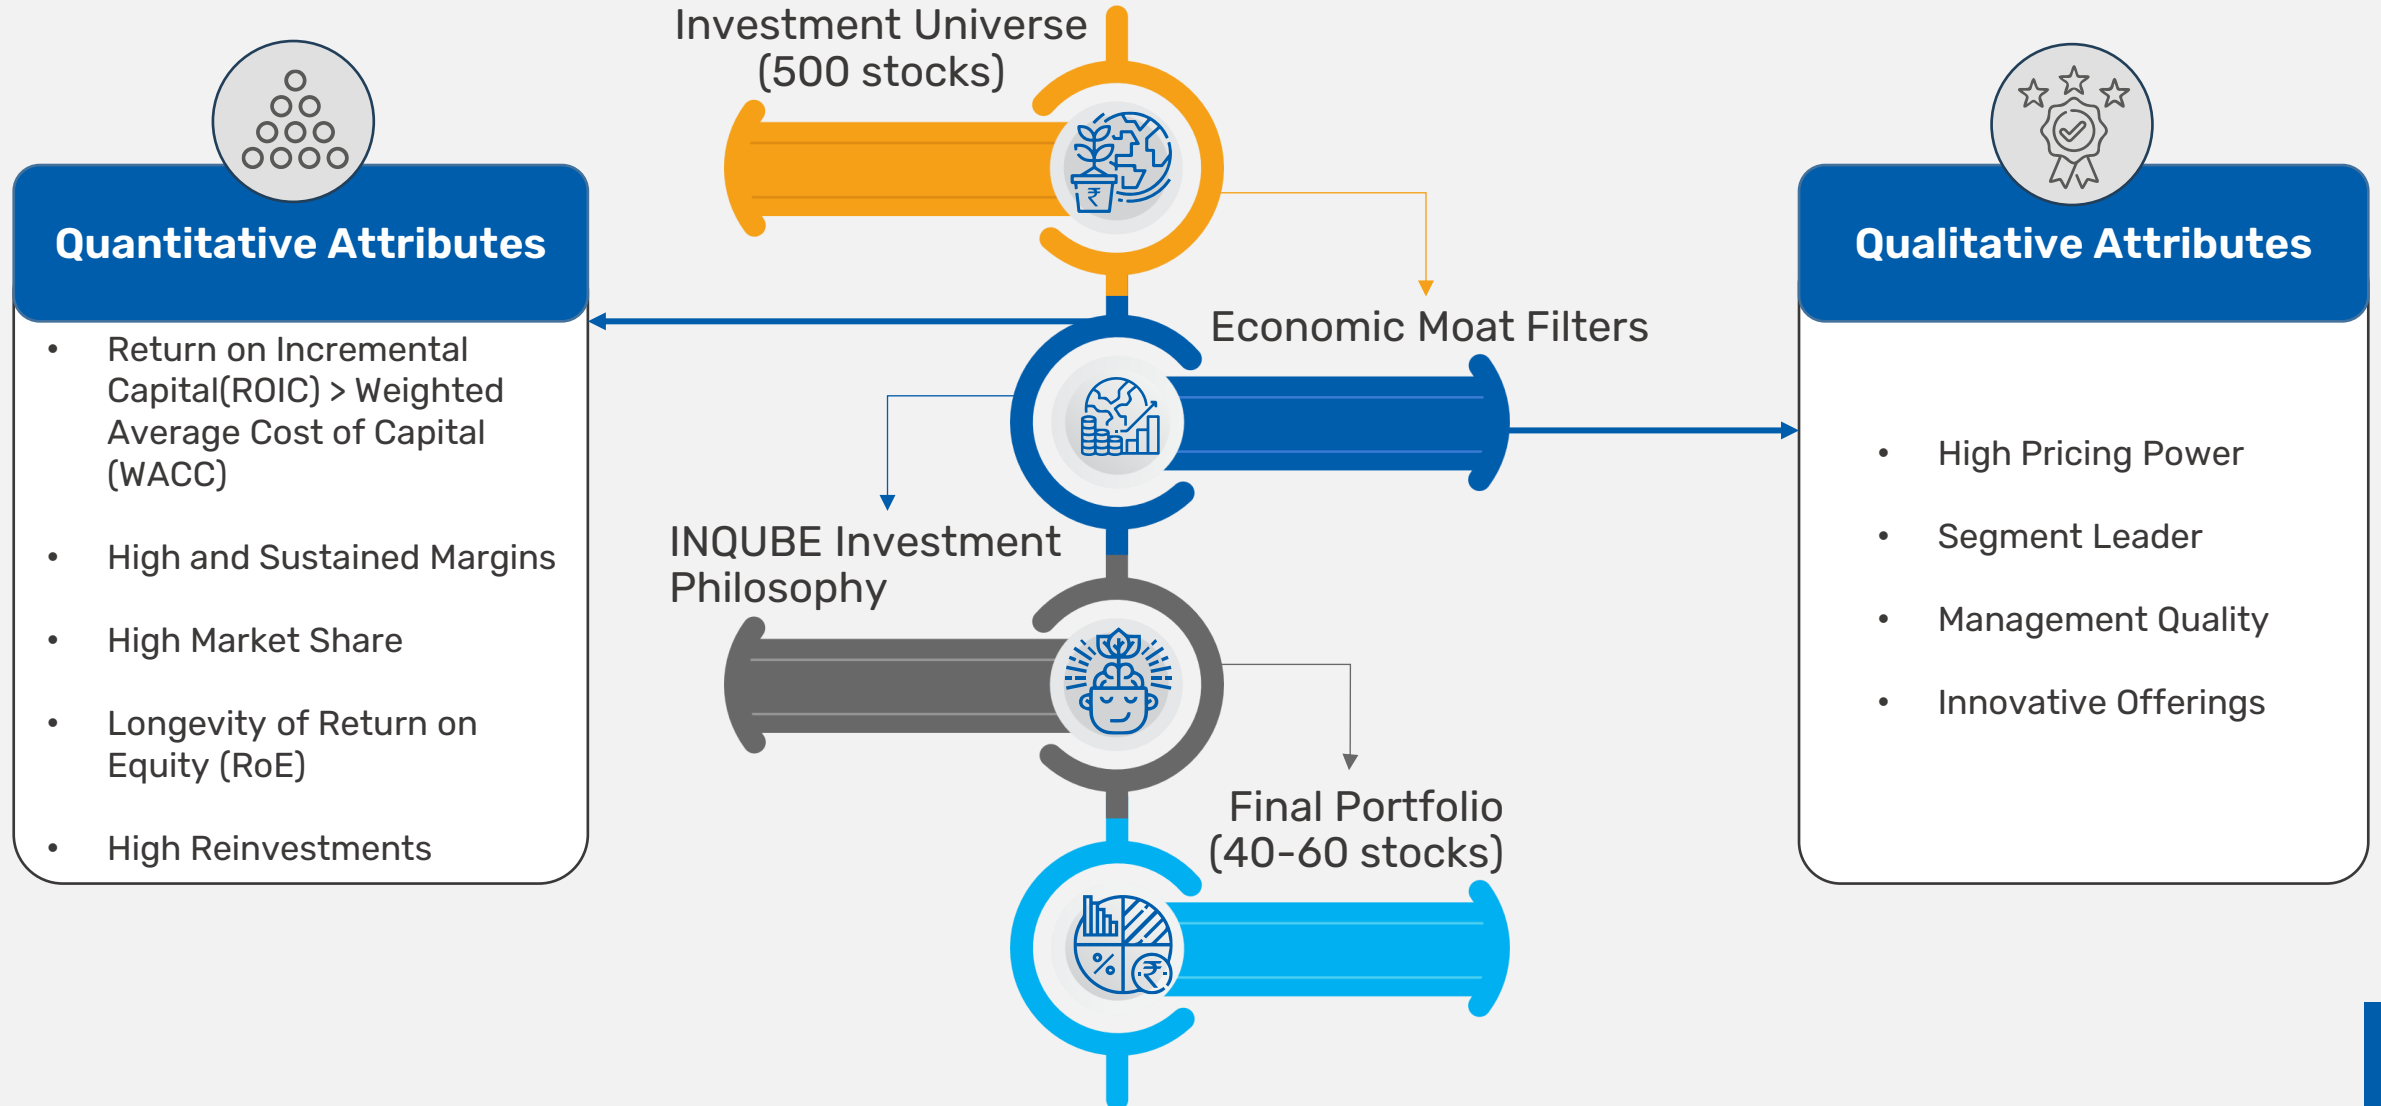 Investment Universe
(500 stocks)
Quantitative Attributes
• Return on Incremental
Capital(ROIC) > Weighted
Average Cost of Capital
(WACC)
• High and Sustained Margins
• High Market Share
• Longevity of Return on
Equity (RoE)
• High Reinvestments
Economic Moat Filters
INQUBE Investment
Philosophy
Final Portfolio
(40-60 stocks)
₹
%
₹
Qualitative Attributes
• High Pricing Power
• Segment Leader
• Management Quality
• Innovative Offerings